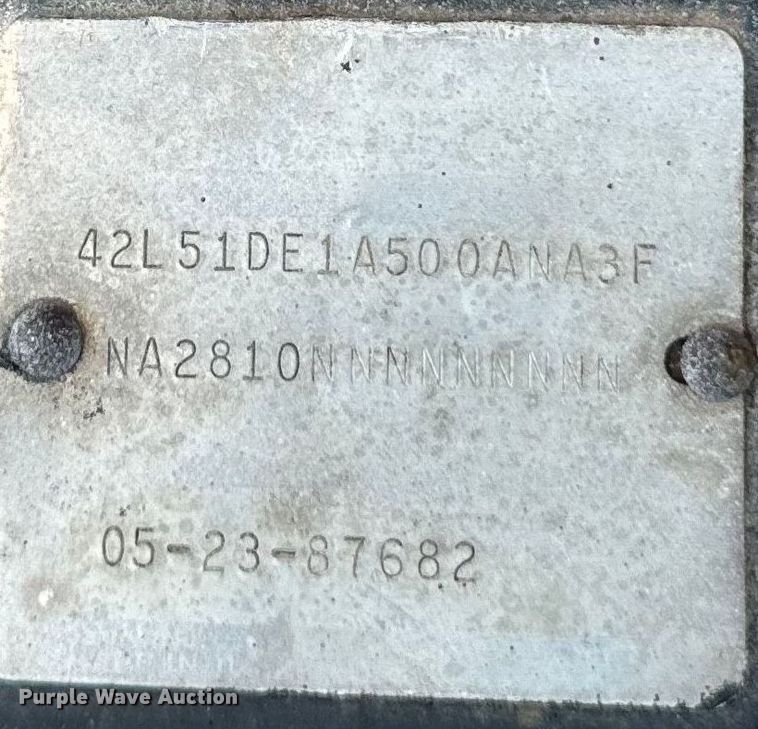 42L51DE1A500ANA3F
NA2810NNNNNNNNN
05-23-87682
Purple Wave Auction